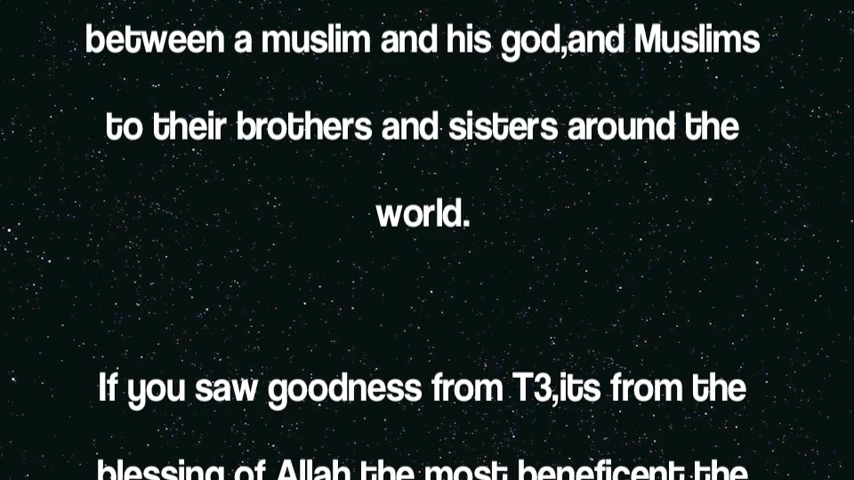 between a muslim and his god,and Muslims
to their brothers and sisters around the
world.
If you saw goodness from T3,its from the
blessing of Allah the most beneficent,the